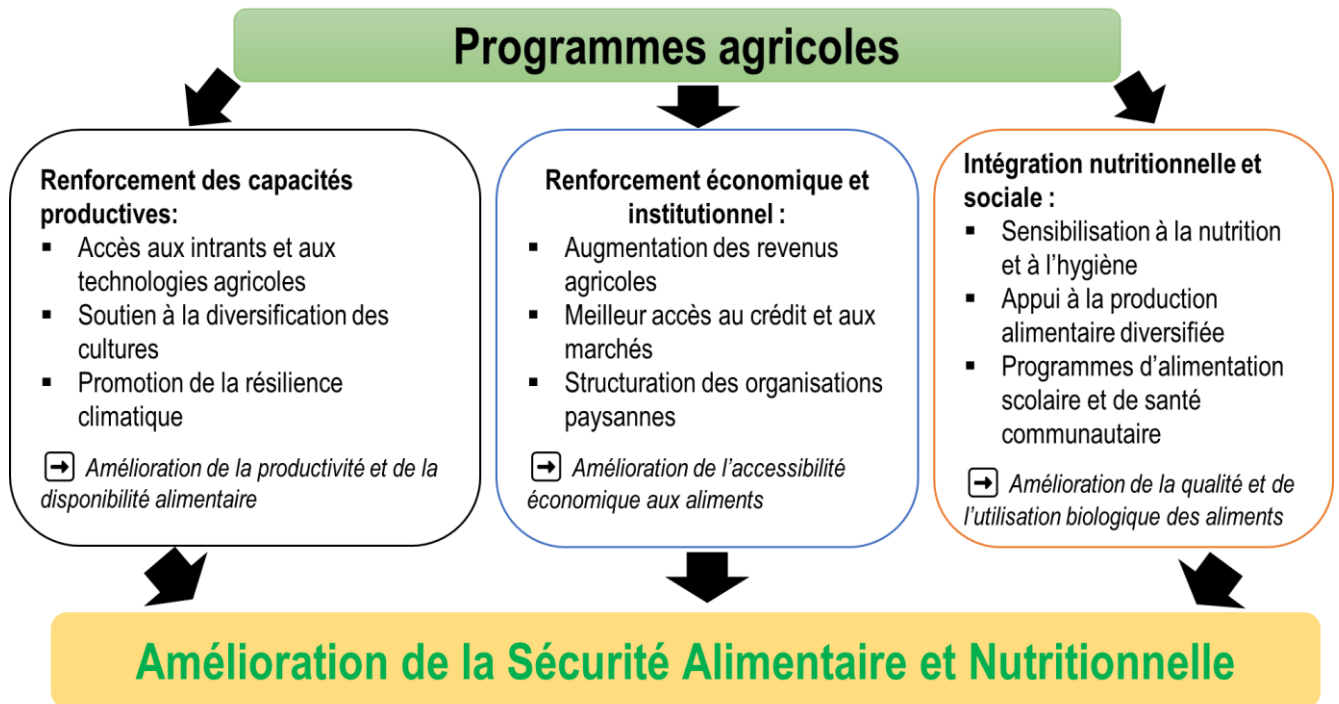 Programmes agricoles
Renforcement des capacités
productives:
▪ Accès aux intrants et aux
technologies agricoles
▪ Soutien à la diversification des
cultures
▪ Promotion de la résilience
climatique
➔ Amélioration de la productivité et de la
disponibilité alimentaire
Renforcement économique et
institutionnel :
▪ Augmentation des revenus
agricoles
▪ Meilleur accès au crédit et aux
marchés
▪ Structuration des organisations
paysannes
➔ Amélioration de l’accessibilité
économique aux aliments
Intégration nutritionnelle et
sociale :
▪ Sensibilisation à la nutrition
et à l’hygiène
▪ Appui à la production
alimentaire diversifiée
▪ Programmes d’alimentation
scolaire et de santé
communautaire
➔ Amélioration de la qualité et de
l’utilisation biologique des aliments
Amélioration de la Sécurité Alimentaire et Nutritionnelle